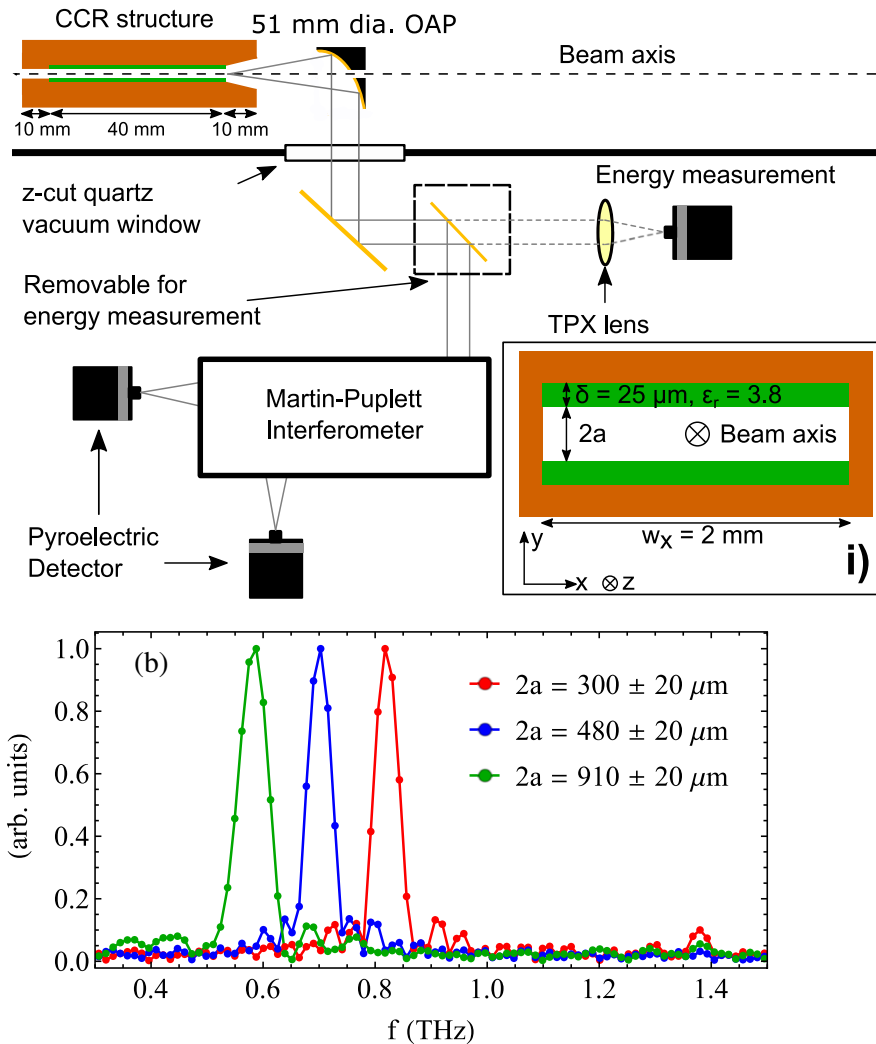 CCR structure
51 mm dia. OAP
Beam axis
10 mm
40 mm
10 mm
z-cut quartz
vacuum window
Energy measurement
Removable for
energy measurement
TPX lens
Martin-Puplett
Interferometer
Pyroelectric
Detector
δ = 25 μm, εr = 3.8
2a
Beam axis
wx = 2 mm
y
x
z
i)
(b)
2a = 300 ± 20 μm
2a = 480 ± 20 μm
2a = 910 ± 20 μm
(arb. units)
1.0
0.8
0.6
0.4
0.2
0.0
0.4
0.6
0.8
1.0
1.2
1.4
f (THz)